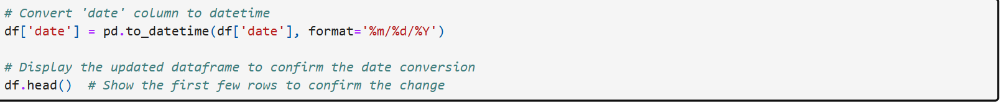 # Convert 'date' column to datetime
df['date'] = pd.to_datetime(df['date'], format='%m/%d/%Y')
# Display the updated dataframe to confirm the date conversion
df.head()  # Show the first few rows to confirm the change